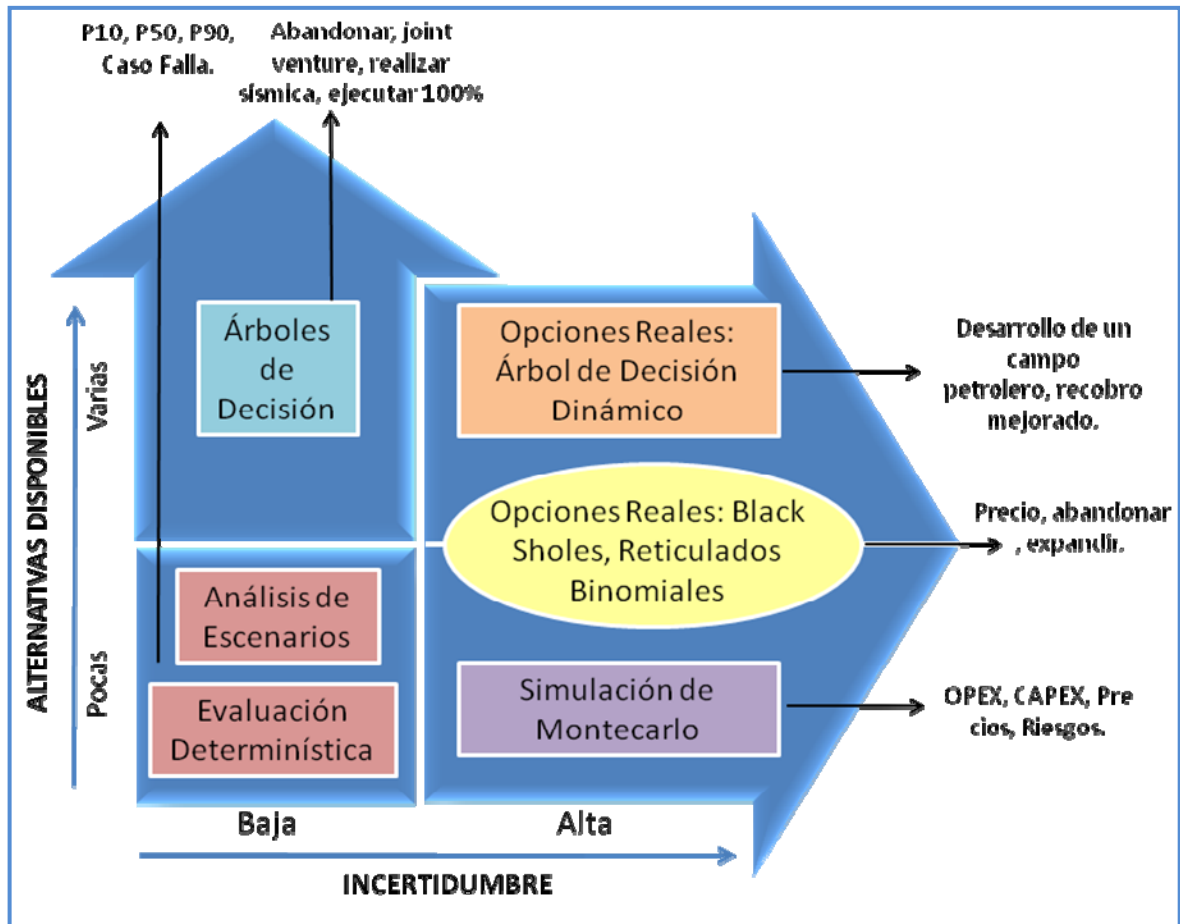 P10, P50, P90,
Caso Falla.
Abandonar, joint
venture, realizar
sísmica, ejecutar 100%
Árboles
de
Decisión
Opciones Reales:
Árbol de Decisión
Dinámico
Desarrollo de un
campo
petrolero, recobro
mejorado.
Opciones Reales: Black
Sholes, Reticulados
Binomiales
Precio, abandonar
, expandir.
Análisis de
Escenarios
Evaluación
Determinística
Simulación de
Montecarlo
OPEX, CAPEX, Pre
cios, Riesgos.
ALTERNATIVAS DISPONIBLES
Varias
Pocas
Baja
Alta
INCERTIDUMBRE